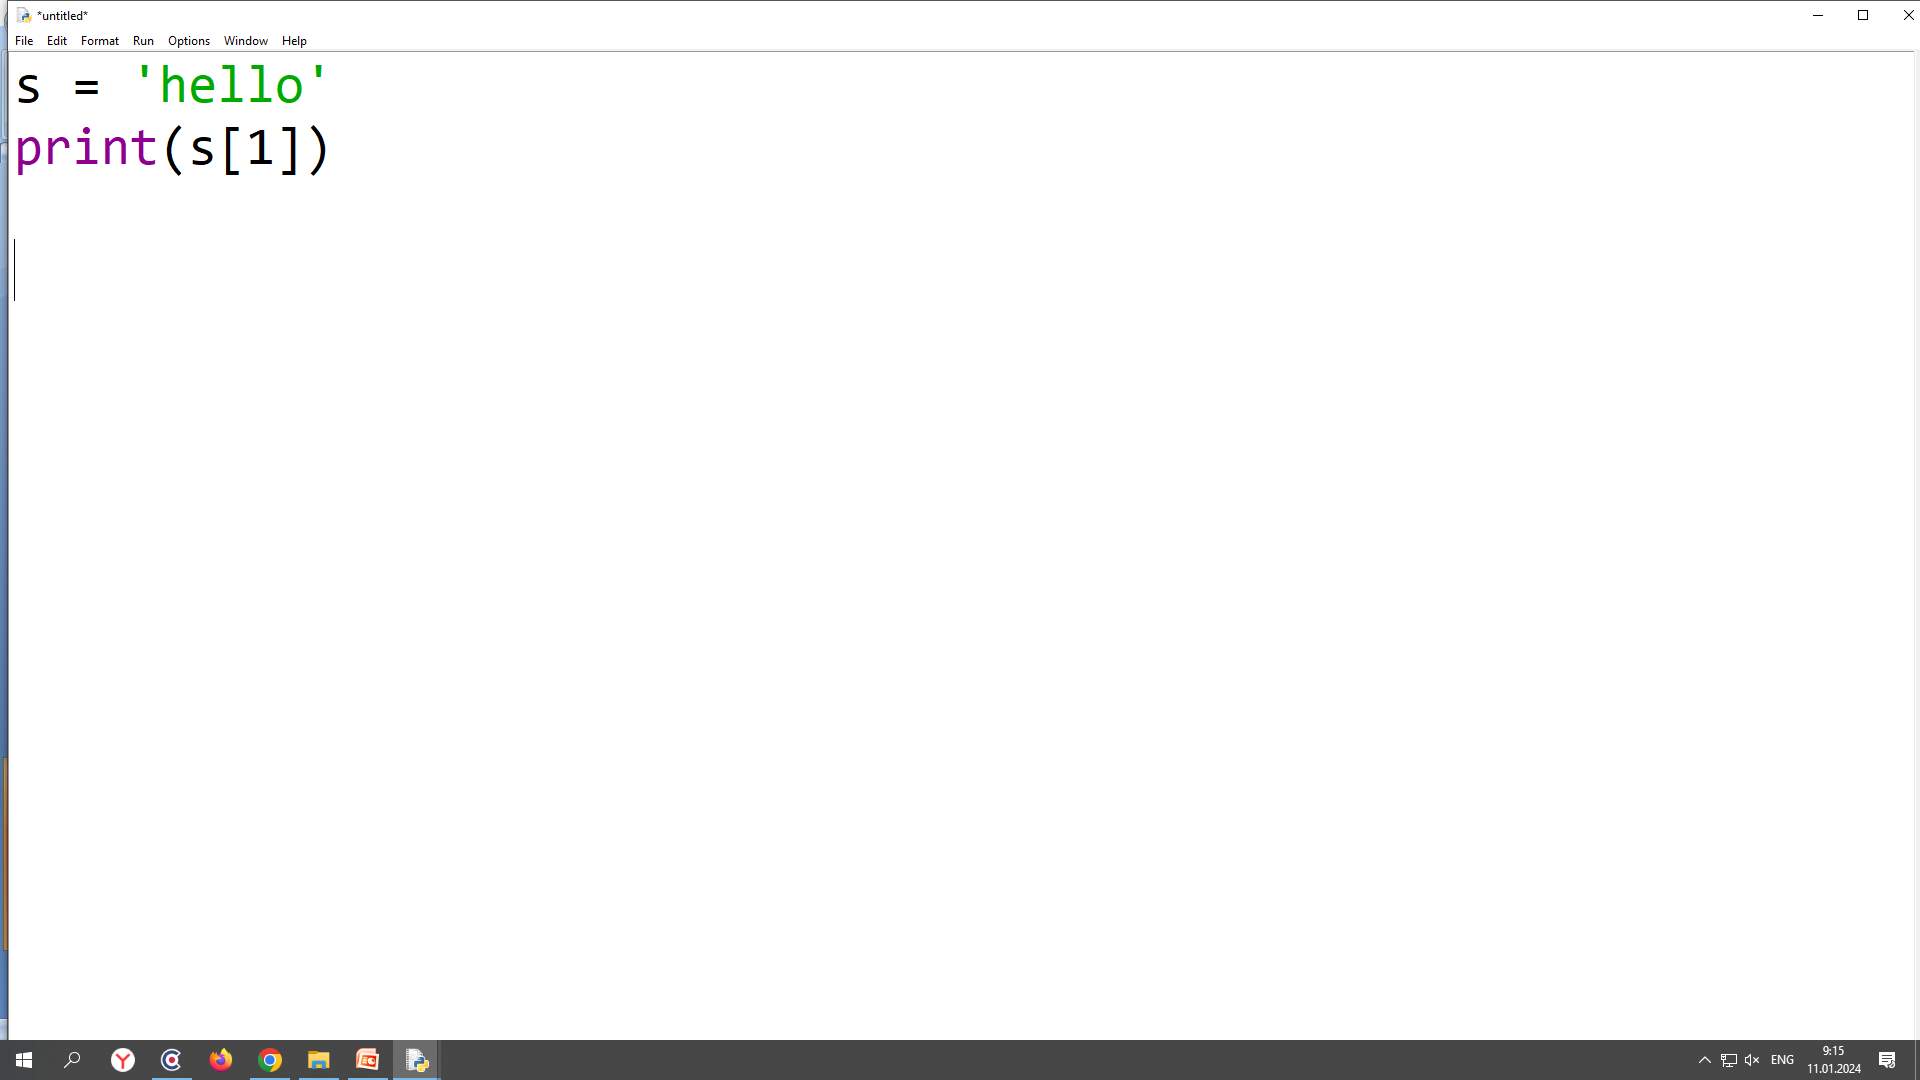 *untitled*
File Edit Format Run Options Window Help
s = 'hello'
print(s[1])
ENG
9:15
11.01.2024